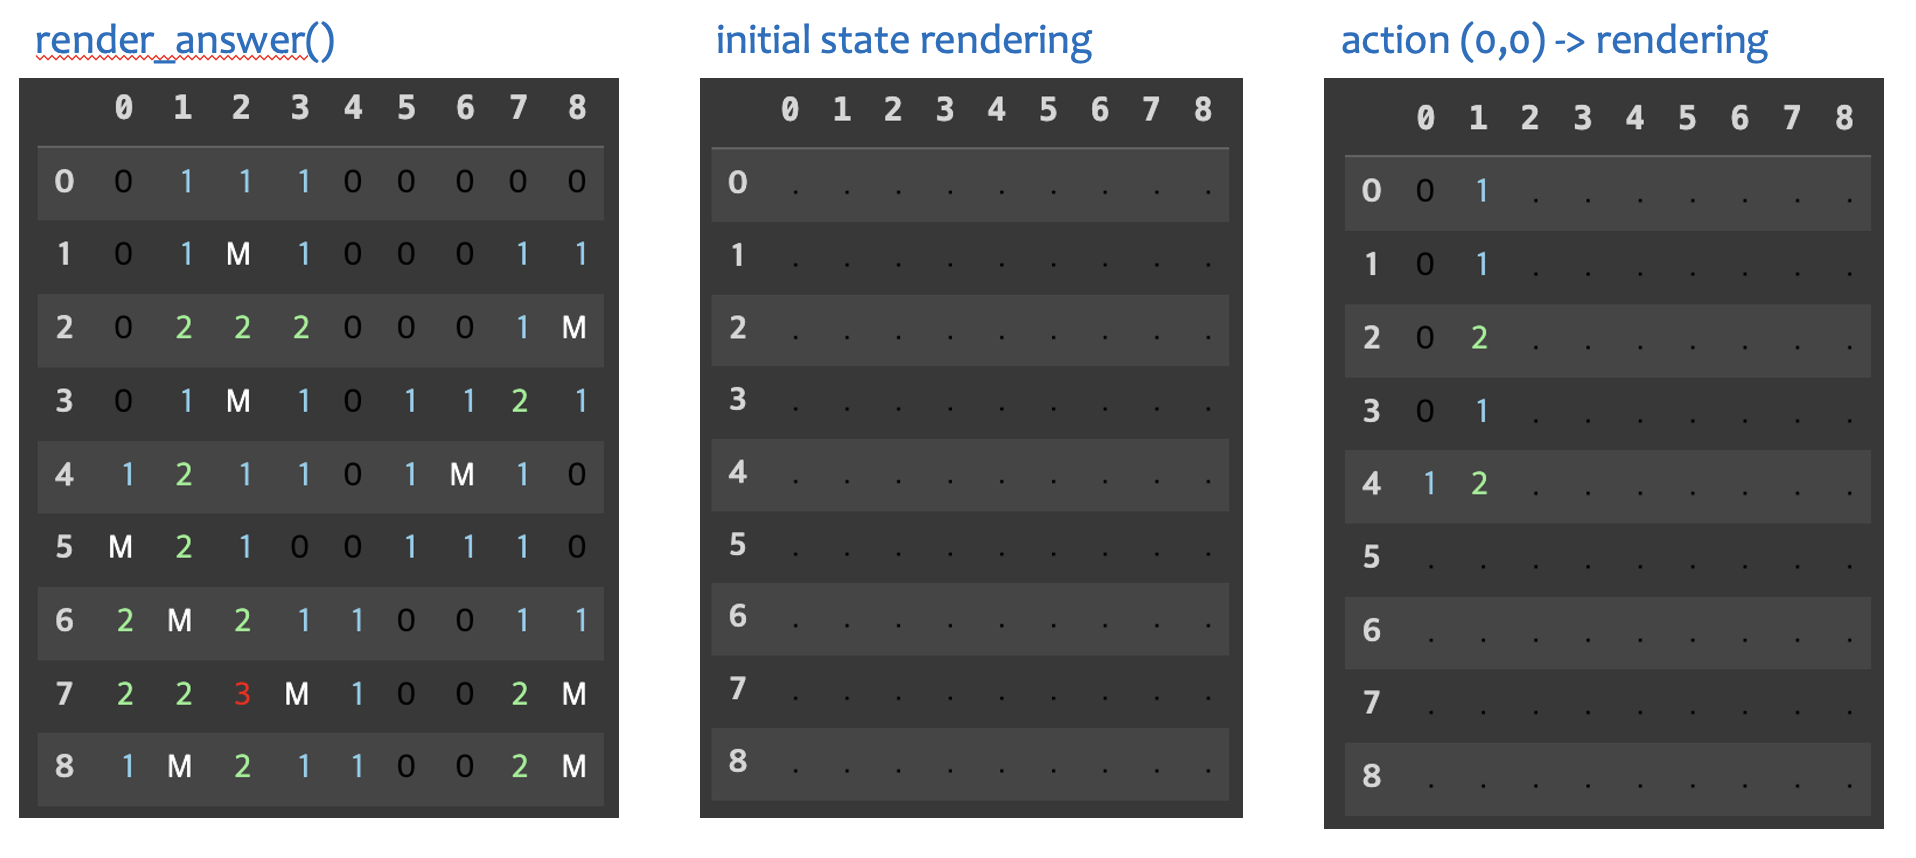 render_answer()
0 1 2 3 4 5 6 7 8
0 0 1 1 1 0 0 0 0 0
1 0 1 M 1 0 0 0 1 1
2 0 2 2 2 0 0 0 1 M
3 0 1 M 1 0 1 1 2 1
4 1 2 1 1 0 1 M 1 0
5 M 2 1 0 0 1 1 1 0
6 2 M 2 1 1 0 0 1 1
7 2 2 3 M 1 0 0 2 M
8 1 M 2 1 1 0 0 2 M
initial state rendering
0 1 2 3 4 5 6 7 8
0 . . . . . . . . .
1 . . . . . . . . .
2 . . . . . . . . .
3 . . . . . . . . .
4 . . . . . . . . .
5 . . . . . . . . .
6 . . . . . . . . .
7 . . . . . . . . .
8 . . . . . . . . .
action (0,0) -> rendering
0 1 2 3 4 5 6 7 8
0 0 1 . . . . . . .
1 0 1 . . . . . . .
2 0 2 . . . . . . .
3 0 1 . . . . . . .
4 1 2 . . . . . . .
5 . . . . . . . . .
6 . . . . . . . . .
7 . . . . . . . . .
8 . . . . . . . . .